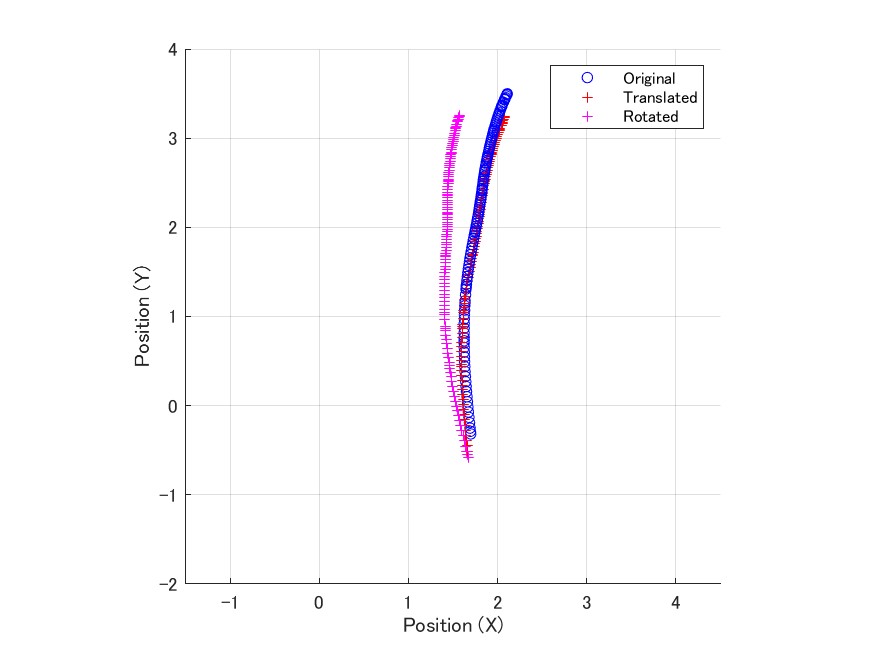 4
3
2
1
0
−1
−2
−1
0
1
2
3
4
Position (X)
Position (Y)
Original
Translated
Rotated